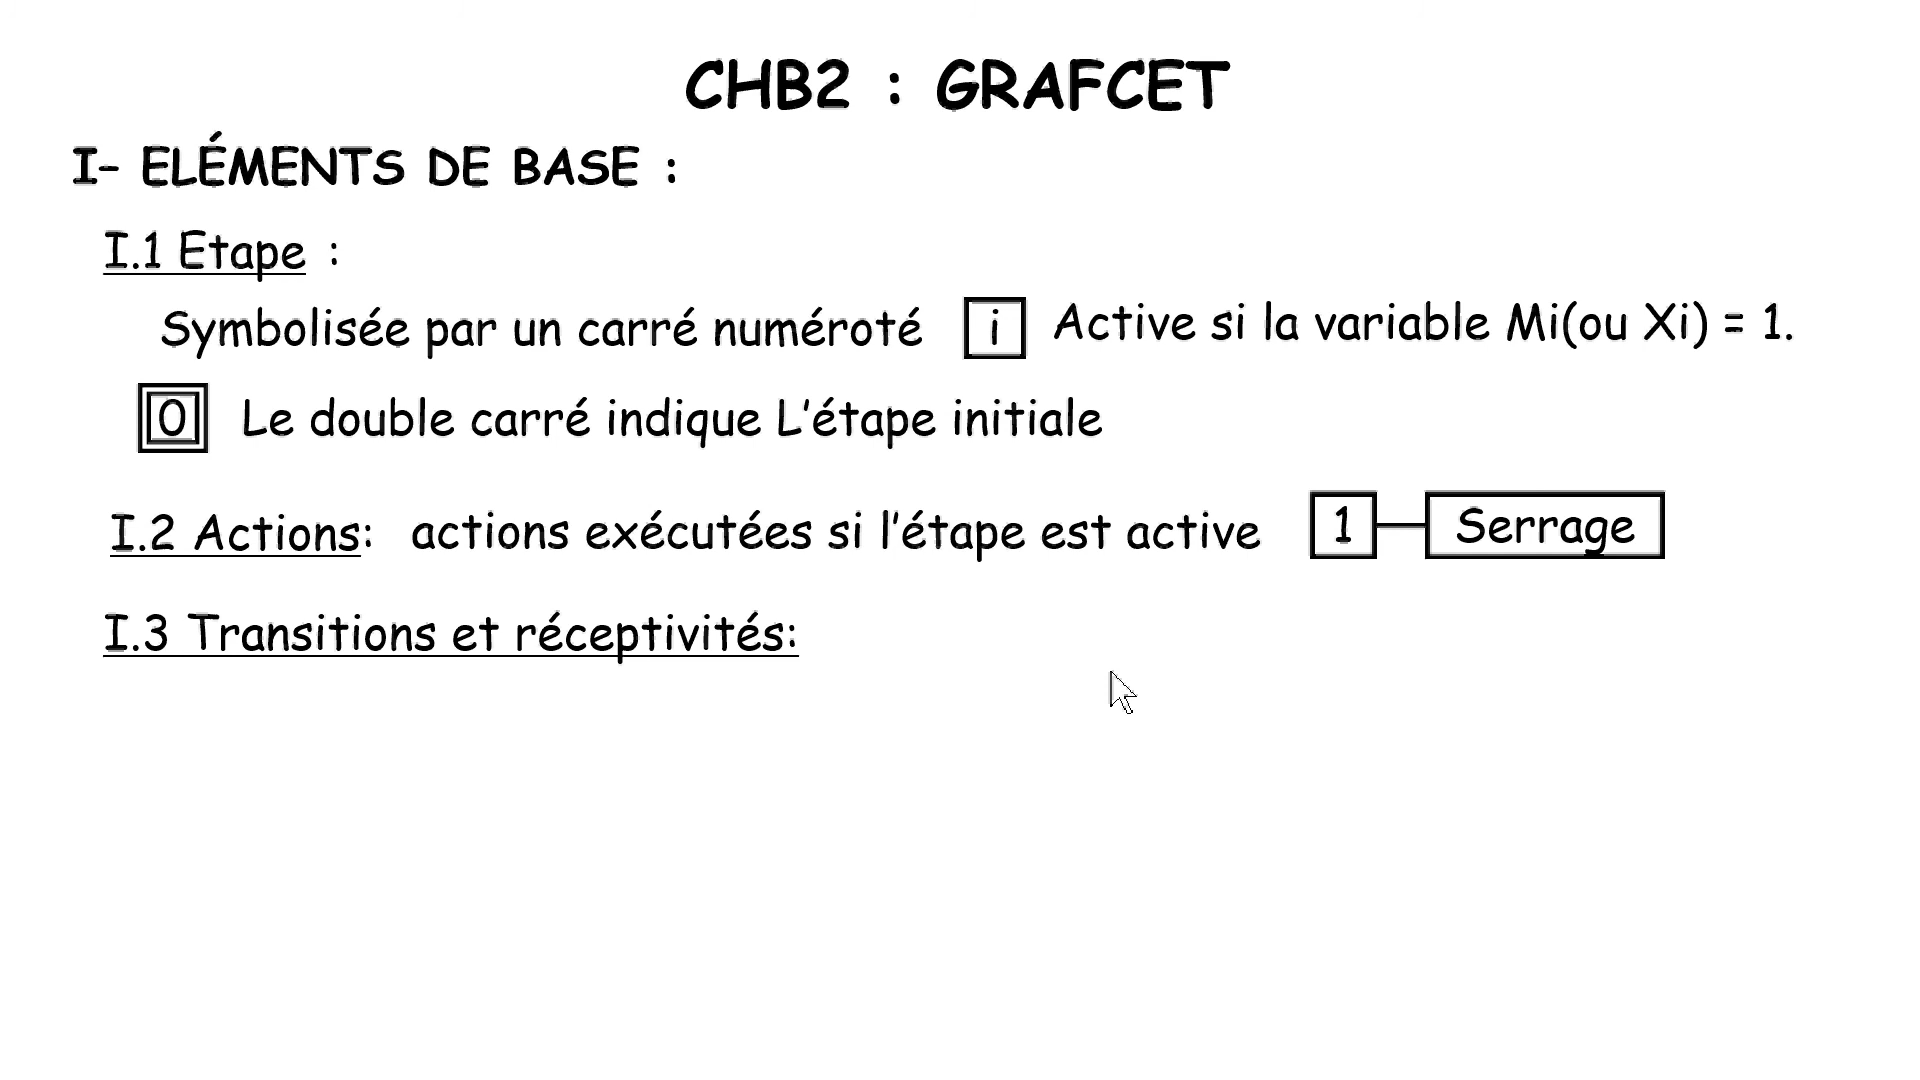 CHB2 : GRAFCET
I- ELÉMENTS DE BASE :
I.1 Etape :
Symbolisée par un carré numéroté i Active si la variable Mi(ou Xi) = 1.
0 Le double carré indique L'étape initiale
I.2 Actions: actions exécutées si l'étape est active 1 Serrage
I.3 Transitions et réceptivités: